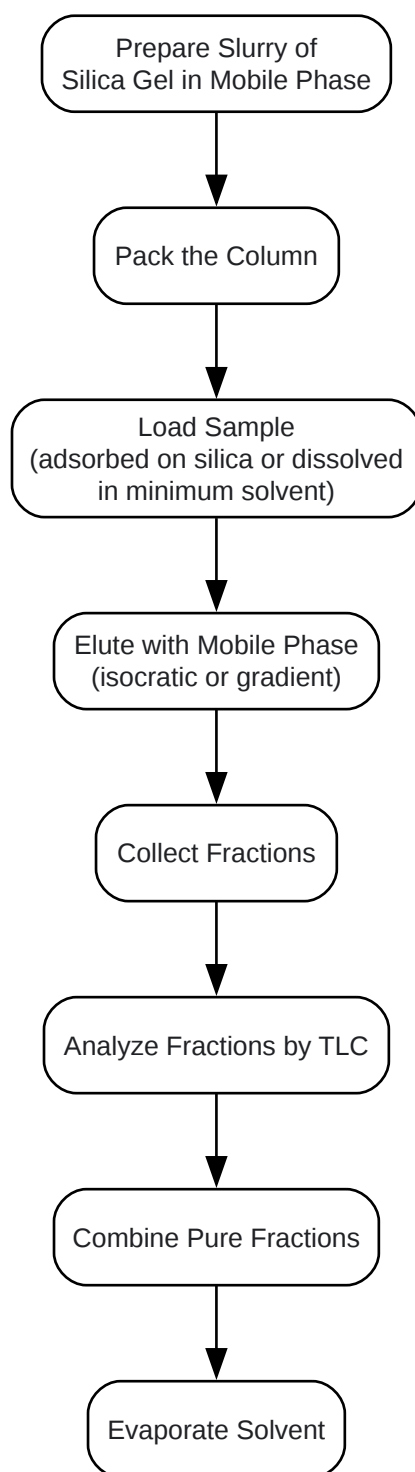 Prepare Slurry of
Silica Gel in Mobile Phase
Pack the Column
Load Sample
(adsorbed on silica or dissolved
in minimum solvent)
Elute with Mobile Phase
(isocratic or gradient)
Collect Fractions
Analyze Fractions by TLC
Combine Pure Fractions
Evaporate Solvent